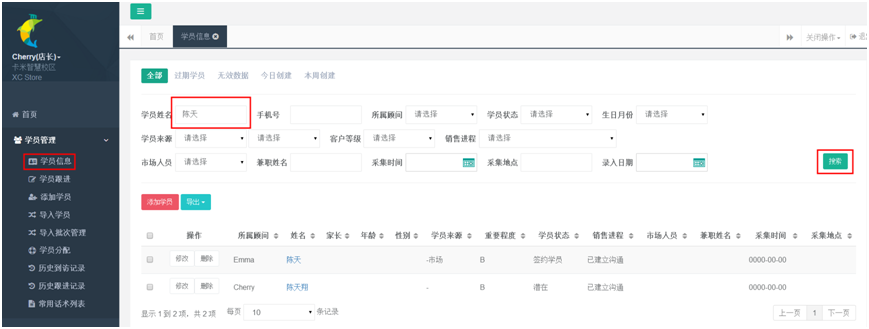 Cherry(店长)
卡米智慧校区
XC Store
首页
学员管理
学员信息
学员跟进
添加学员
导入学员
导入批次管理
学员分配
历史到访记录
历史跟进记录
常用话术列表
首页 学员信息 关闭操作
全部 过期学员 无效数据 今日创建 本周创建
学员姓名 陈天 手机号 所属顾问 请选择 学员状态 请选择 生日月份 请选择
学员来源 请选择 请选择 客户等级 请选择 销售进程 请选择
市场人员 请选择 兼职姓名 采集时间 采集地点 录入日期 搜索
添加学员 导出
操作 所属顾问 姓名 家长 年龄 性别 学员来源 重要程度 学员状态 销售进程 市场人员 兼职姓名 采集时间 采集地点
修改 删除 Emma 陈天 -市场 B 签约学员 已建立沟通 0000-00-00
修改 删除 Cherry 陈天翔 - B 潜在 已建立沟通 0000-00-00
显示 1 到 2 项，共 2 项 每页 10 条记录 上一页 1 下一页